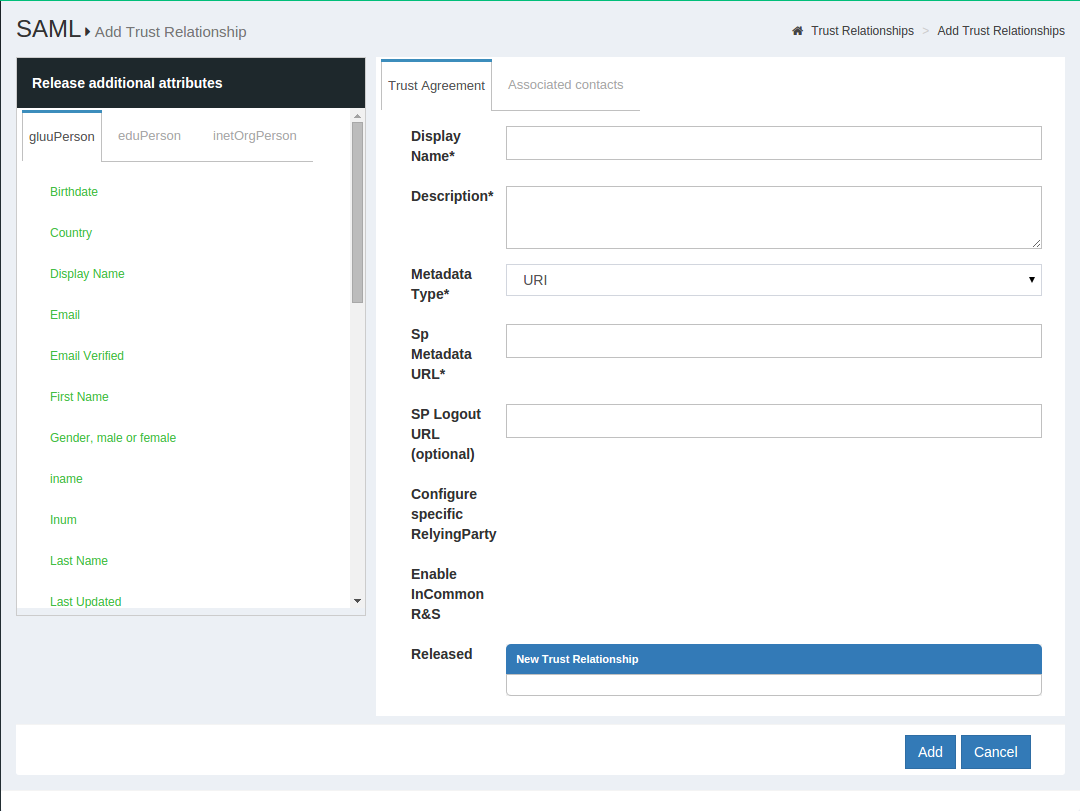 SAML Add Trust Relationship
Trust Relationships > Add Trust Relationships
Release additional attributes
gluuPerson eduPerson inetOrgPerson
Birthdate
Country
Display Name
Email
Email Verified
First Name
Gender, male or female
iname
Inum
Last Name
Last Updated
Trust Agreement Associated contacts
Display
Name*
Description*
Metadata
Type*
URI
Sp
Metadata
URL*
SP Logout
URL
(optional)
Configure
specific
RelyingParty
Enable
InCommon
R&S
Released
New Trust Relationship
Add Cancel